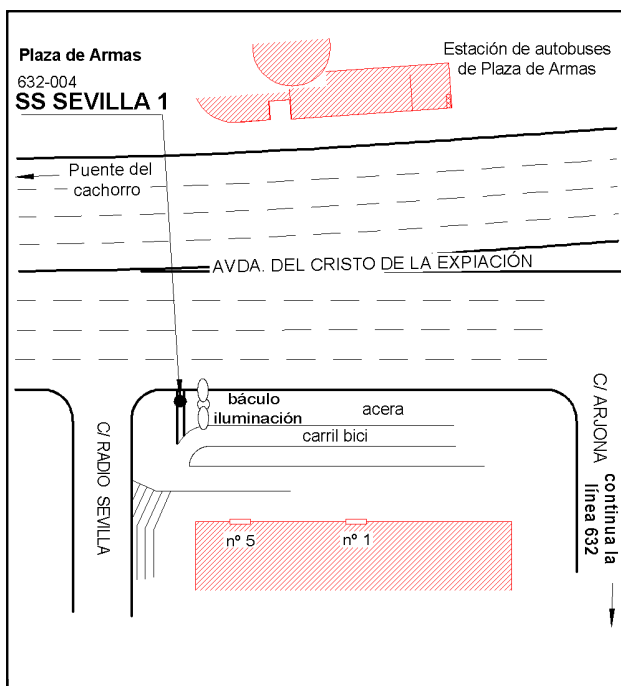 Plaza de Armas
632-004
SS SEVILLA 1
Estación de autobuses
de Plaza de Armas
Puente del
cachorro
AVDA. DEL CRISTO DE LA EXPIACIÓN
báculo
iluminación
acera
carril bici
C/ RADIO SEVILLA
C/ ARJONA
continua la
línea 632
nº 5
nº 1